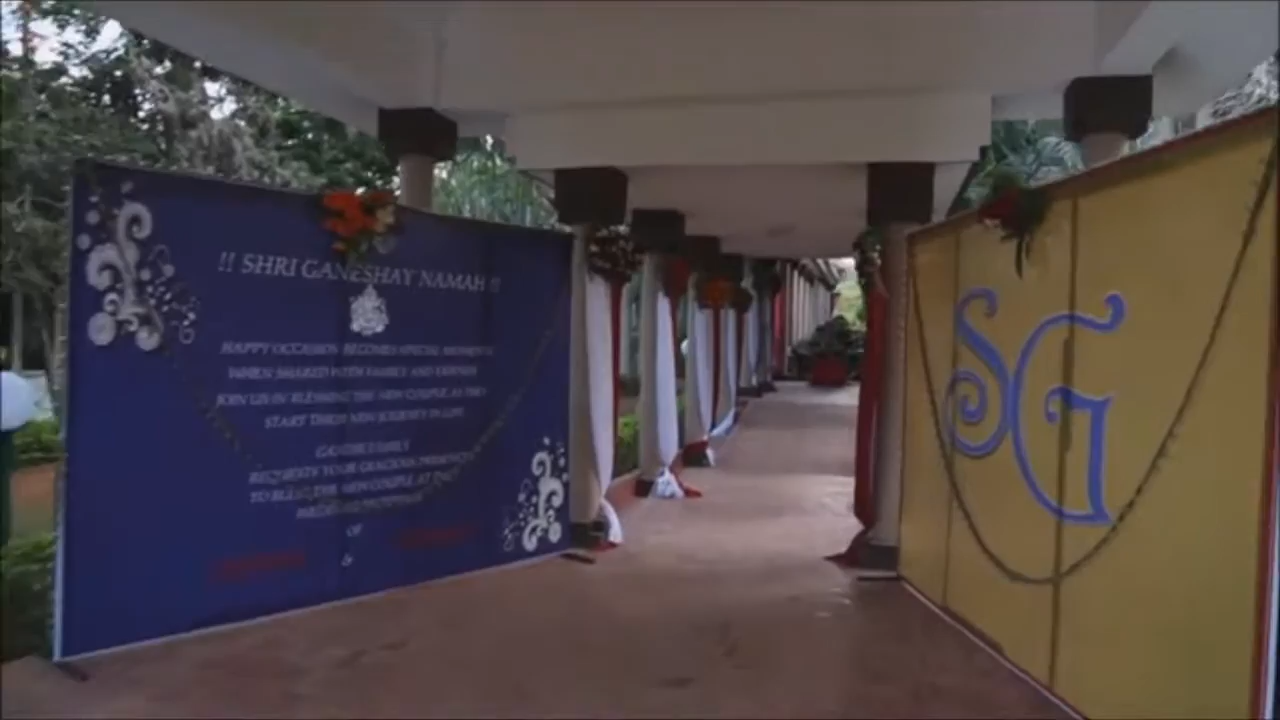 !! SHRI GANESHAY NAMAH !!
HAPPY OCCASION BECOMES SPECIAL MOMENTS
WHEN SHARED WITH FAMILY AND FRIENDS
JOIN US IN BLESSING THE NEW COUPLE AS THEY
START THEIR NEW JOURNEY IN LIFE
FAMILY
REQUESTS YOUR GRACIOUS PRESENCE
TO BLESS THE NEW COUPLE AT THE
OF
&
SG